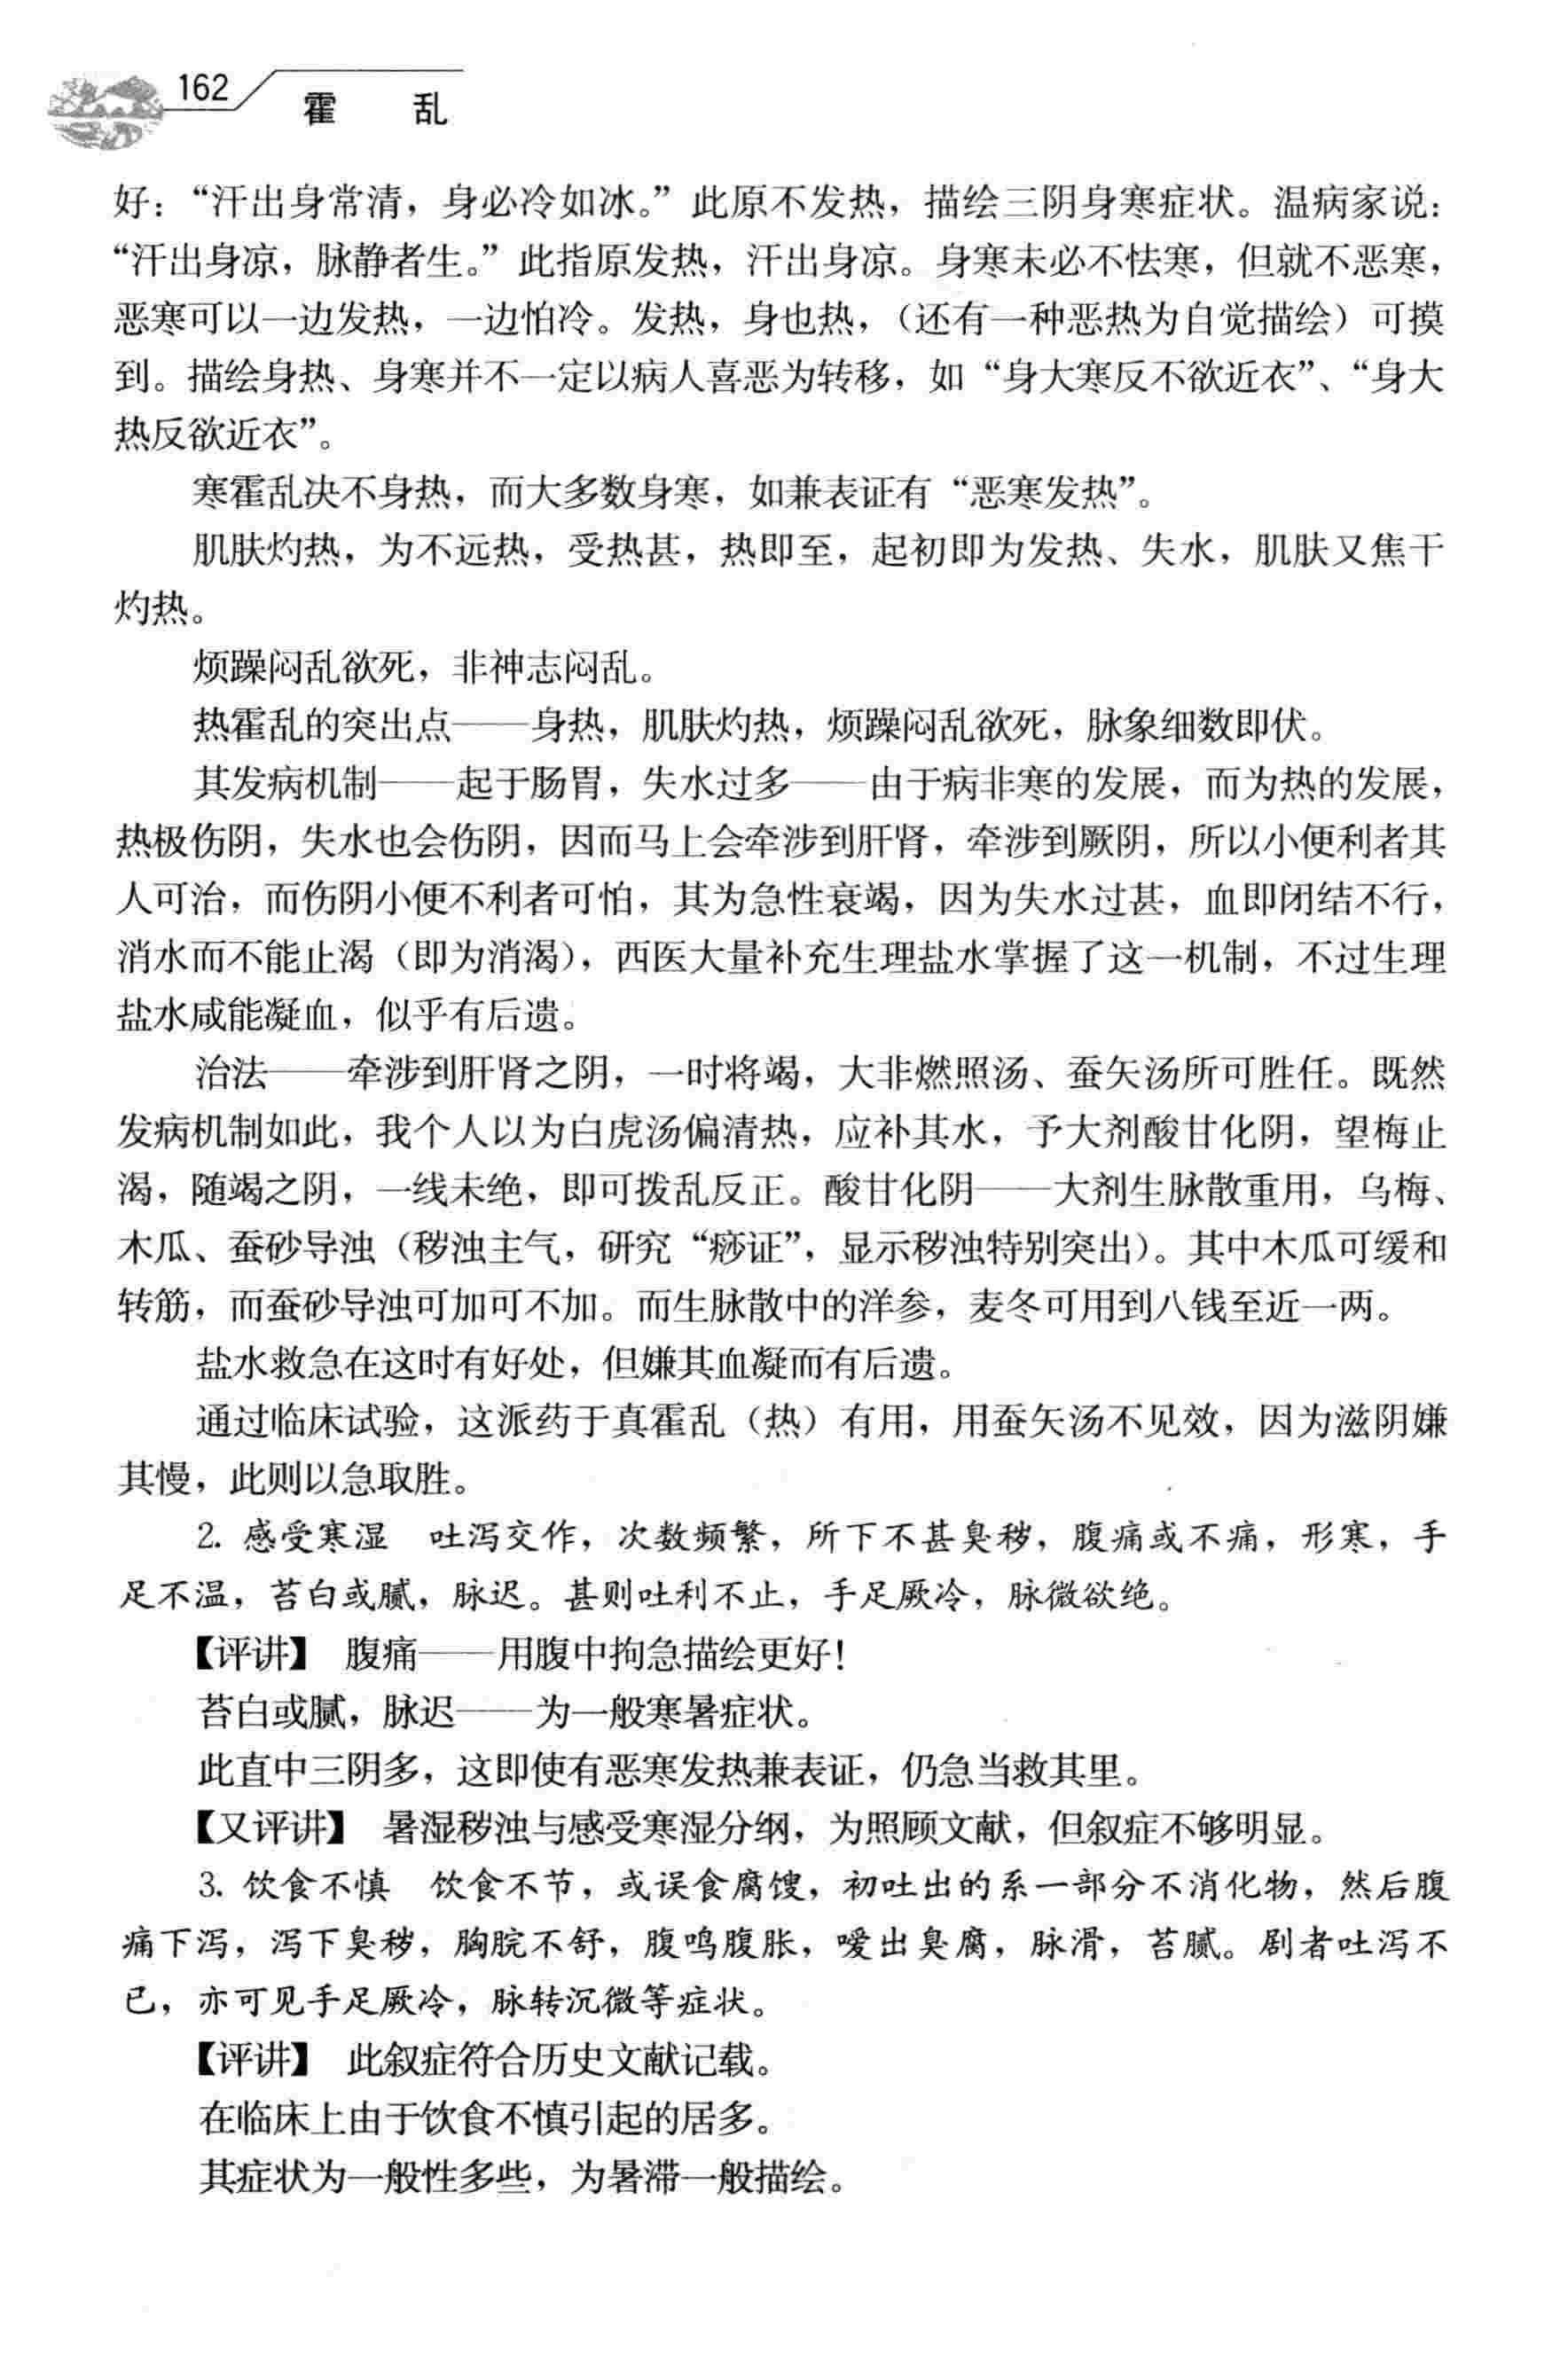 162
霍 乱
好：“汗出身常清，身必冷如冰。”此原不发热，描绘三阴身寒症状。温病家说：
“汗出身凉，脉静者生。”此指原发热，汗出身凉。身寒未必不怯寒，但就不恶寒，
恶寒可以一边发热，一边怕冷。发热，身也热，（还有一种恶热为自觉描绘）可摸
到。描绘身热、身寒并不一定以病人喜恶为转移，如“身大寒反不欲近衣”、“身大
热反欲近衣”。
寒霍乱决不身热，而大多数身寒，如兼表证有“恶寒发热”。
肌肤灼热，为不远热，受热甚，热即至，起初即为发热、失水，肌肤又焦干
灼热。
烦躁闷乱欲死，非神志闷乱。
热霍乱的突出点——身热，肌肤灼热，烦躁闷乱欲死，脉象细数即伏。
其发病机制——起于肠胃，失水过多——由于病非寒的发展，而为热的发展，
热极伤阴，失水也会伤阴，因而马上会牵涉到肝肾，牵涉到厥阴，所以小便利者其
人可治，而伤阴小便不利者可怕，其为急性衰竭，因为失水过甚，血即闭结不行，
消水而不能止渴（即为消渴），西医大量补充生理盐水掌握了这一机制，不过生理
盐水咸能凝血，似乎有后遗。
治法——牵涉到肝肾之阴，一时将竭，大非燃照汤、蚕矢汤所可胜任。既然
发病机制如此，我个人以为白虎汤偏清热，应补其水，予大剂酸甘化阴，望梅止
渴，随竭之阴，一线未绝，即可拨乱反正。酸甘化阴——大剂生脉散重用，乌梅、
木瓜、蚕砂导浊（秽浊主气，研究“痧证”，显示秽浊特别突出）。其中木瓜可缓和
转筋，而蚕砂导浊可加可不加。而生脉散中的洋参，麦冬可用到八钱至近一两。
盐水救急在这时有好处，但嫌其血凝而有后遗。
通过临床试验，这派药于真霍乱（热）有用，用蚕矢汤不见效，因为滋阴嫌
其慢，此则以急取胜。
2. 感受寒湿 吐泻交作，次数频繁，所下不甚臭秽，腹痛或不痛，形寒，手
足不温，苔白或腻，脉迟。甚则吐利不止，手足厥冷，脉微欲绝。
【评讲】 腹痛——用腹中拘急描绘更好！
苔白或腻，脉迟——为一般寒暑症状。
此直中三阴多，这即使有恶寒发热兼表证，仍急当救其里。
【又评讲】 暑湿秽浊与感受寒湿分纲，为照顾文献，但叙症不够明显。
3. 饮食不慎 饮食不节，或误食腐馊，初吐出的系一部分不消化物，然后腹
痛下泻，泻下臭秽，胸脘不舒，腹鸣腹胀，嗳出臭腐，脉滑，苔腻。剧者吐泻不
已，亦可见手足厥冷，脉转沉微等症状。
【评讲】 此叙症符合历史文献记载。
在临床上由于饮食不慎引起的居多。
其症状为一般性多些，为暑滞一般描绘。